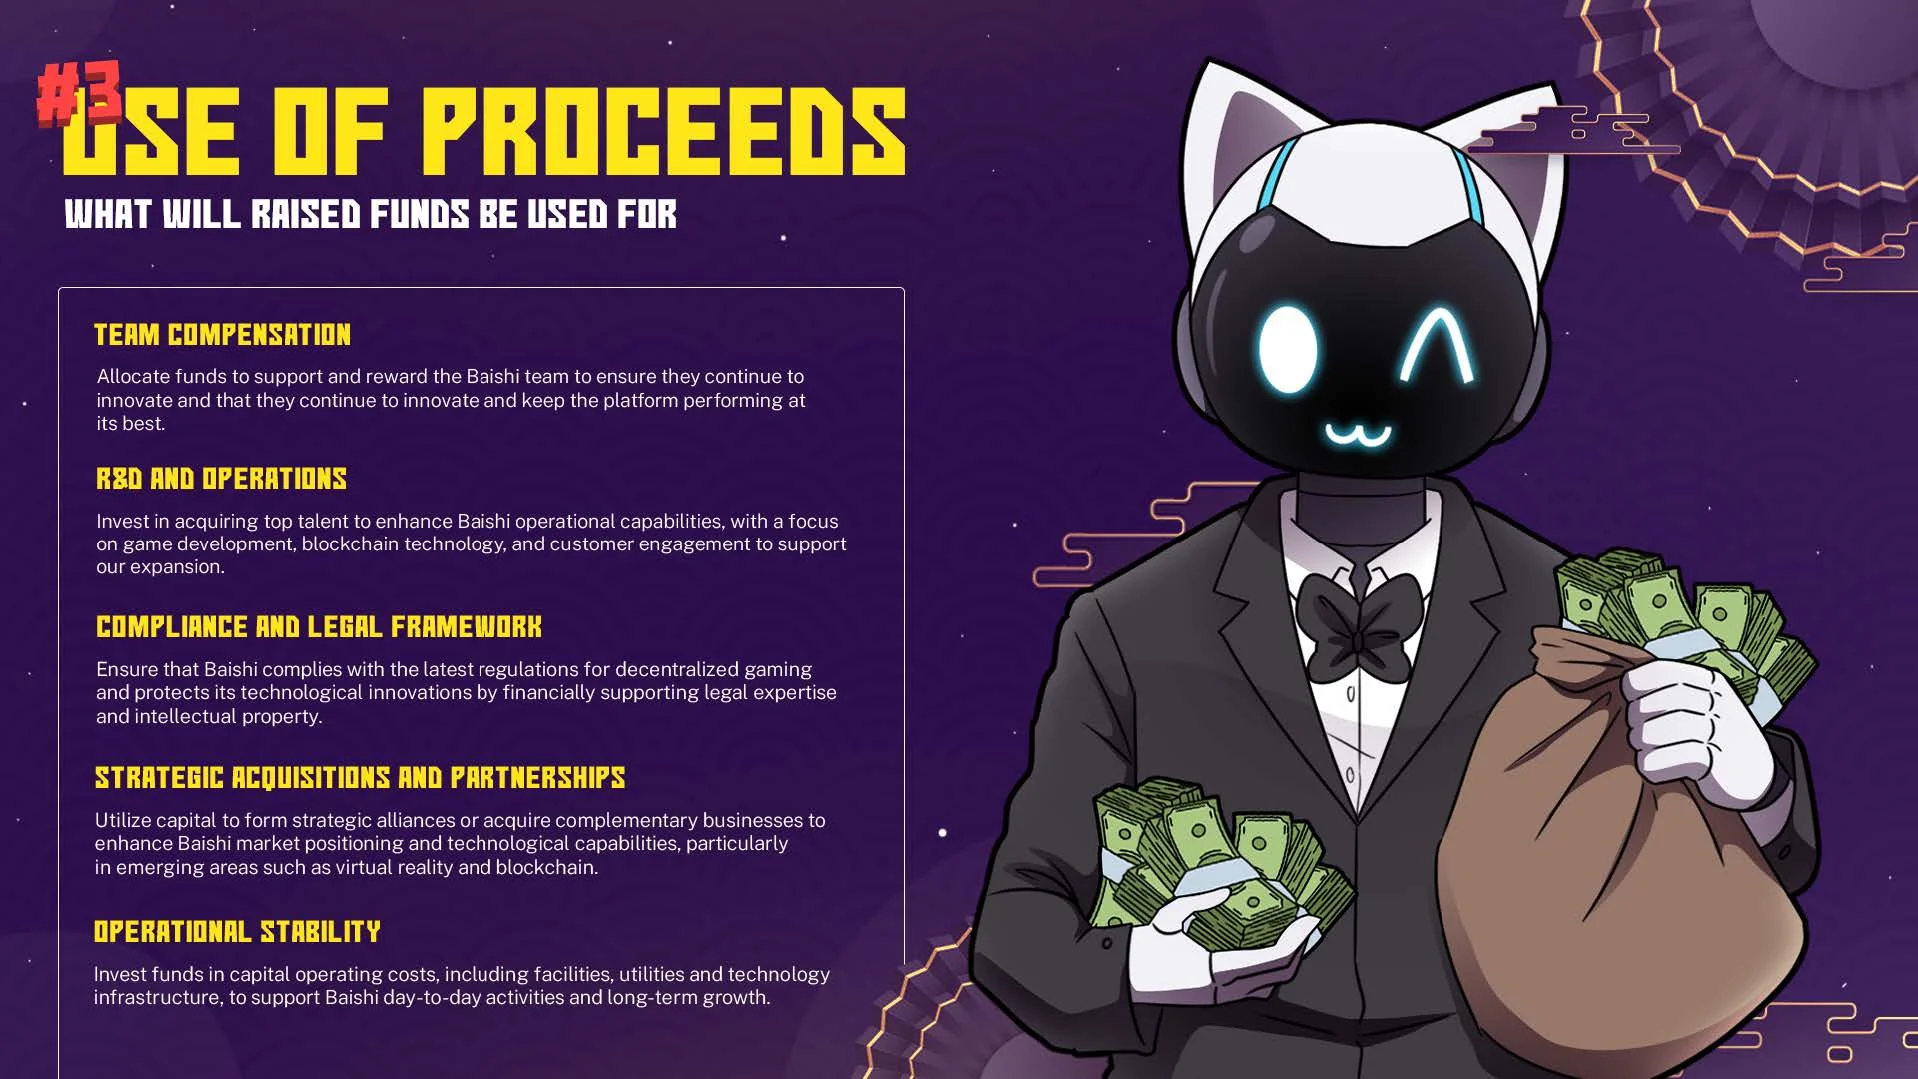 #3
USE OF PROCEEDS
WHAT WILL RAISED FUNDS BE USED FOR
TEAM COMPENSATION
Allocate funds to support and reward the Baishi team to ensure they continue to
innovate and that they continue to innovate and keep the platform performing at
its best.
R&D AND OPERATIONS
Invest in acquiring top talent to enhance Baishi operational capabilities, with a focus
on game development, blockchain technology, and customer engagement to support
our expansion.
COMPLIANCE AND LEGAL FRAMEWORK
Ensure that Baishi complies with the latest regulations for decentralized gaming
and protects its technological innovations by financially supporting legal expertise
and intellectual property.
STRATEGIC ACQUISITIONS AND PARTNERSHIPS
Utilize capital to form strategic alliances or acquire complementary businesses to
enhance Baishi market positioning and technological capabilities, particularly
in emerging areas such as virtual reality and blockchain.
OPERATIONAL STABILITY
Invest funds in capital operating costs, including facilities, utilities and technology
infrastructure, to support Baishi day-to-day activities and long-term growth.